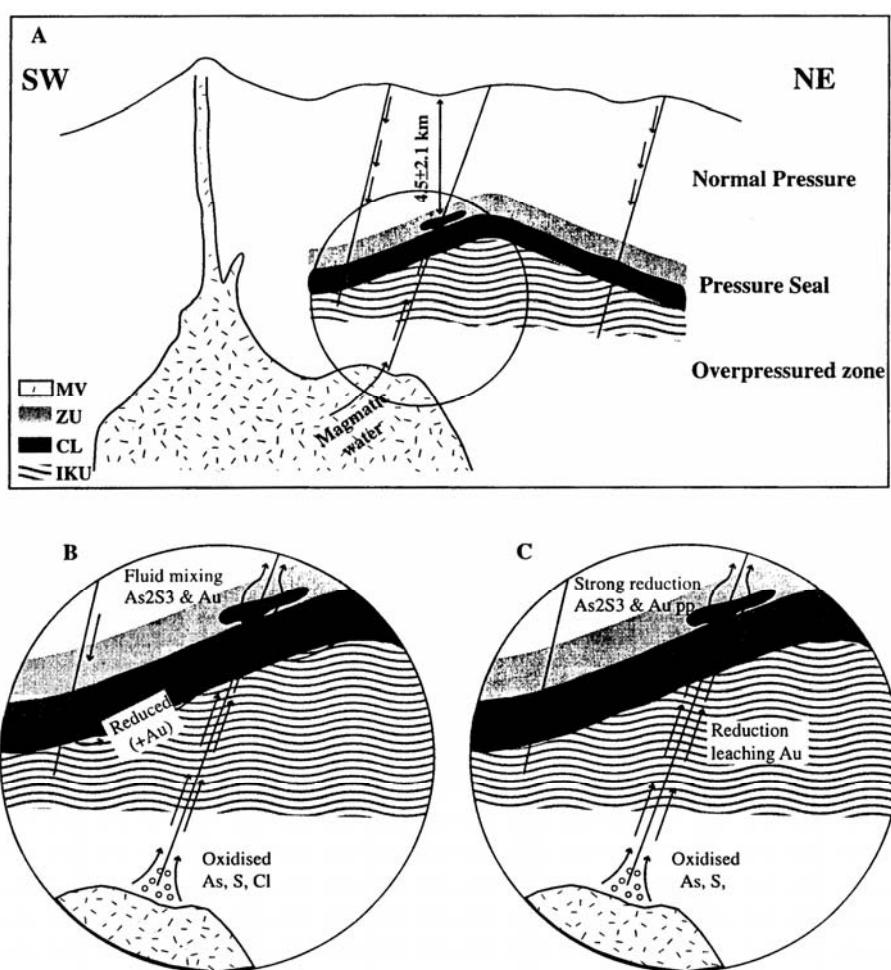 A
SW
NE
4.5±2.1 km
Normal Pressure
Pressure Seal
Overpressured zone
Magmatic
water
MV
ZU
CL
IKU
B
Fluid mixing
As2S3 & Au
Reduced
(+Au)
Oxidised
As, S, Cl
C
Strong reduction
As2S3 & Au pp
Reduction
leaching Au
Oxidised
As, S,